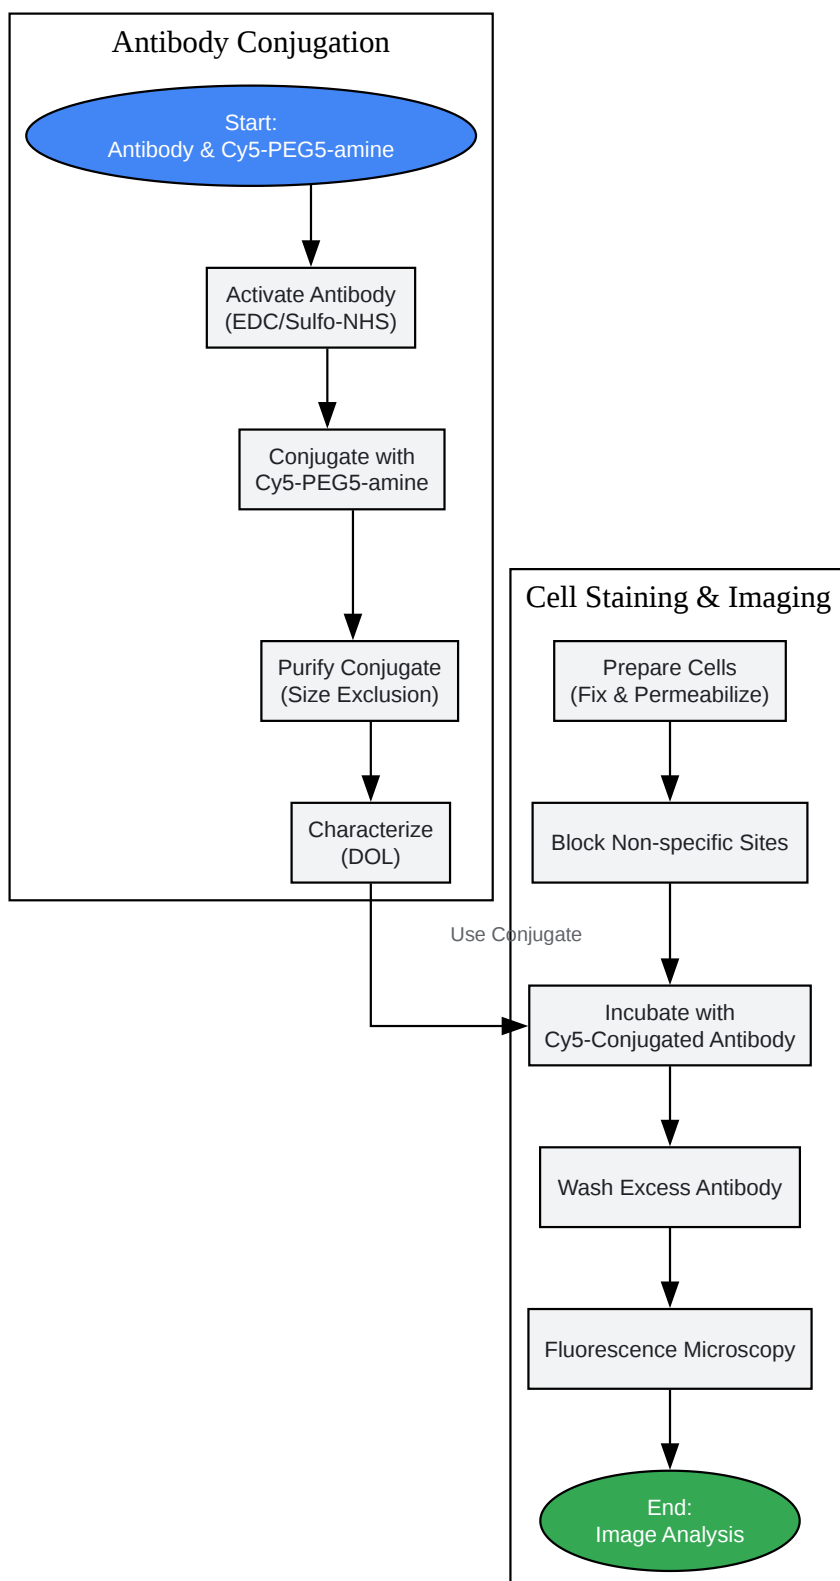 Antibody Conjugation
Start:
Antibody & Cy5-PEG5-amine
Activate Antibody
(EDC/Sulfo-NHS)
Conjugate with
Cy5-PEG5-amine
Purify Conjugate
(Size Exclusion)
Characterize
(DOL)
Use Conjugate
Cell Staining & Imaging
Prepare Cells
(Fix & Permeabilize)
Block Non-specific Sites
Incubate with
Cy5-Conjugated Antibody
Wash Excess Antibody
Fluorescence Microscopy
End:
Image Analysis